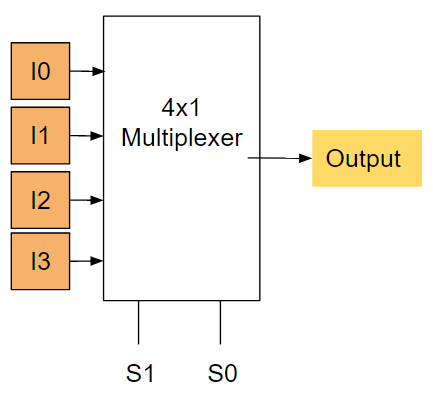 I0
4x1
Multiplexer
I1
Output
I2
I3
S1 S0